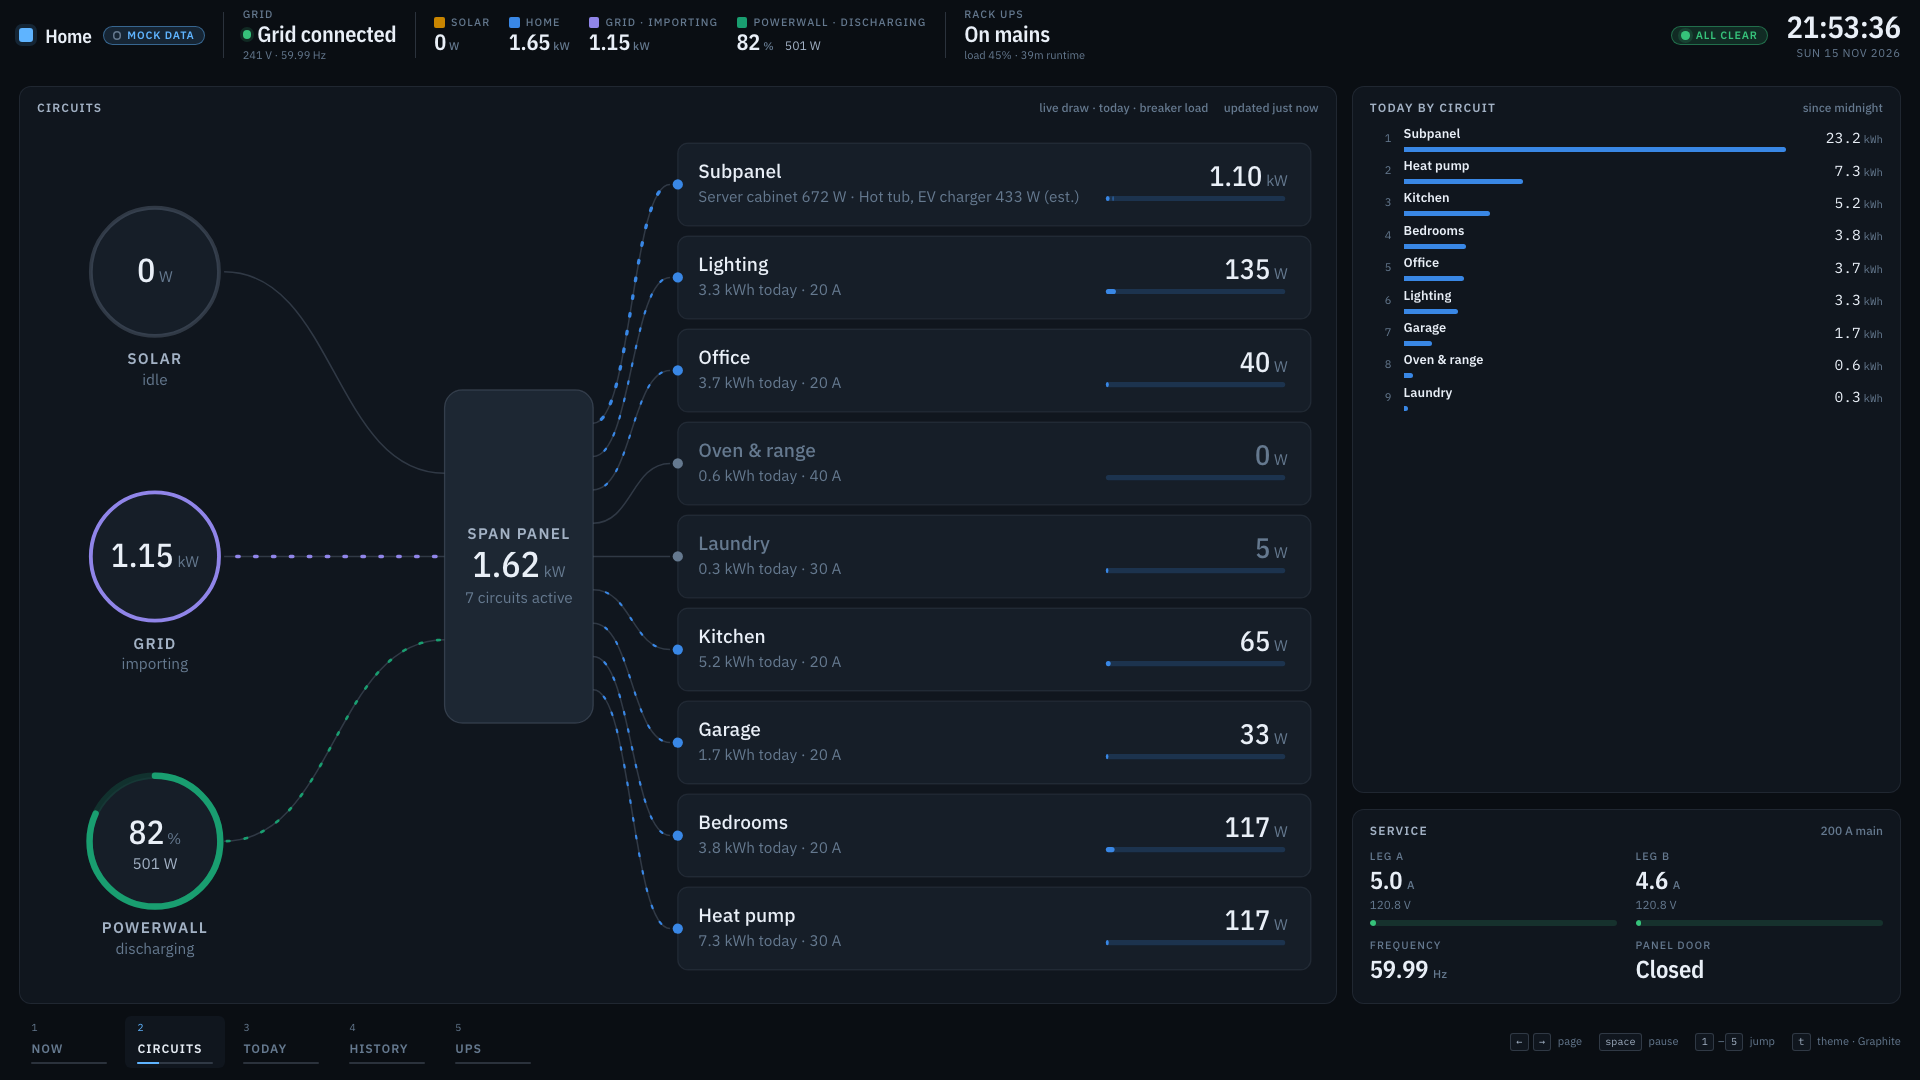 Home
MOCK DATA
GRID
Grid connected
241 V · 59.99 Hz
SOLAR
0 W
HOME
1.65 kW
GRID · IMPORTING
1.15 kW
POWERWALL · DISCHARGING
82 % 501 W
RACK UPS
On mains
load 45% · 39m runtime
ALL CLEAR
21:53:36
SUN 15 NOV 2026
CIRCUITS
live draw · today · breaker load updated just now
0 W
SOLAR
idle
1.15 kW
GRID
importing
82 %
501 W
POWERWALL
discharging
SPAN PANEL
1.62 kW
7 circuits active
Subpanel
Server cabinet 672 W · Hot tub, EV charger 433 W (est.)
1.10 kW
Lighting
3.3 kWh today · 20 A
135 W
Office
3.7 kWh today · 20 A
40 W
Oven & range
0.6 kWh today · 40 A
0 W
Laundry
0.3 kWh today · 30 A
5 W
Kitchen
5.2 kWh today · 20 A
65 W
Garage
1.7 kWh today · 20 A
33 W
Bedrooms
3.8 kWh today · 20 A
117 W
Heat pump
7.3 kWh today · 30 A
117 W
TODAY BY CIRCUIT
since midnight
1 Subpanel 23.2 kWh
2 Heat pump 7.3 kWh
3 Kitchen 5.2 kWh
4 Bedrooms 3.8 kWh
5 Office 3.7 kWh
6 Lighting 3.3 kWh
7 Garage 1.7 kWh
8 Oven & range 0.6 kWh
9 Laundry 0.3 kWh
SERVICE
200 A main
LEG A
5.0 A
120.8 V
LEG B
4.6 A
120.8 V
FREQUENCY
59.99 Hz
PANEL DOOR
Closed
1 NOW
2 CIRCUITS
3 TODAY
4 HISTORY
5 UPS
← → page space pause 1 – 5 jump t theme · Graphite